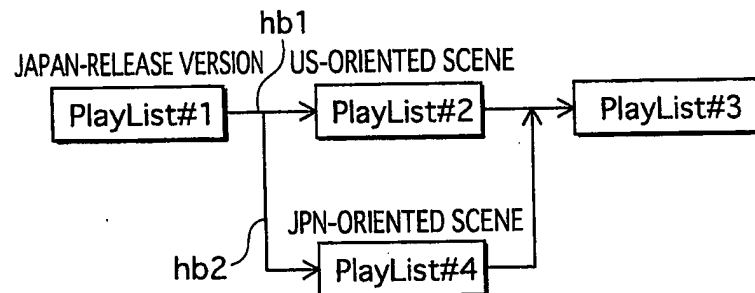 hb1
JAPAN-RELEASE VERSION US-ORIENTED SCENE
PlayList#1 PlayList#2 PlayList#3
JPN-ORIENTED SCENE
hb2 PlayList#4